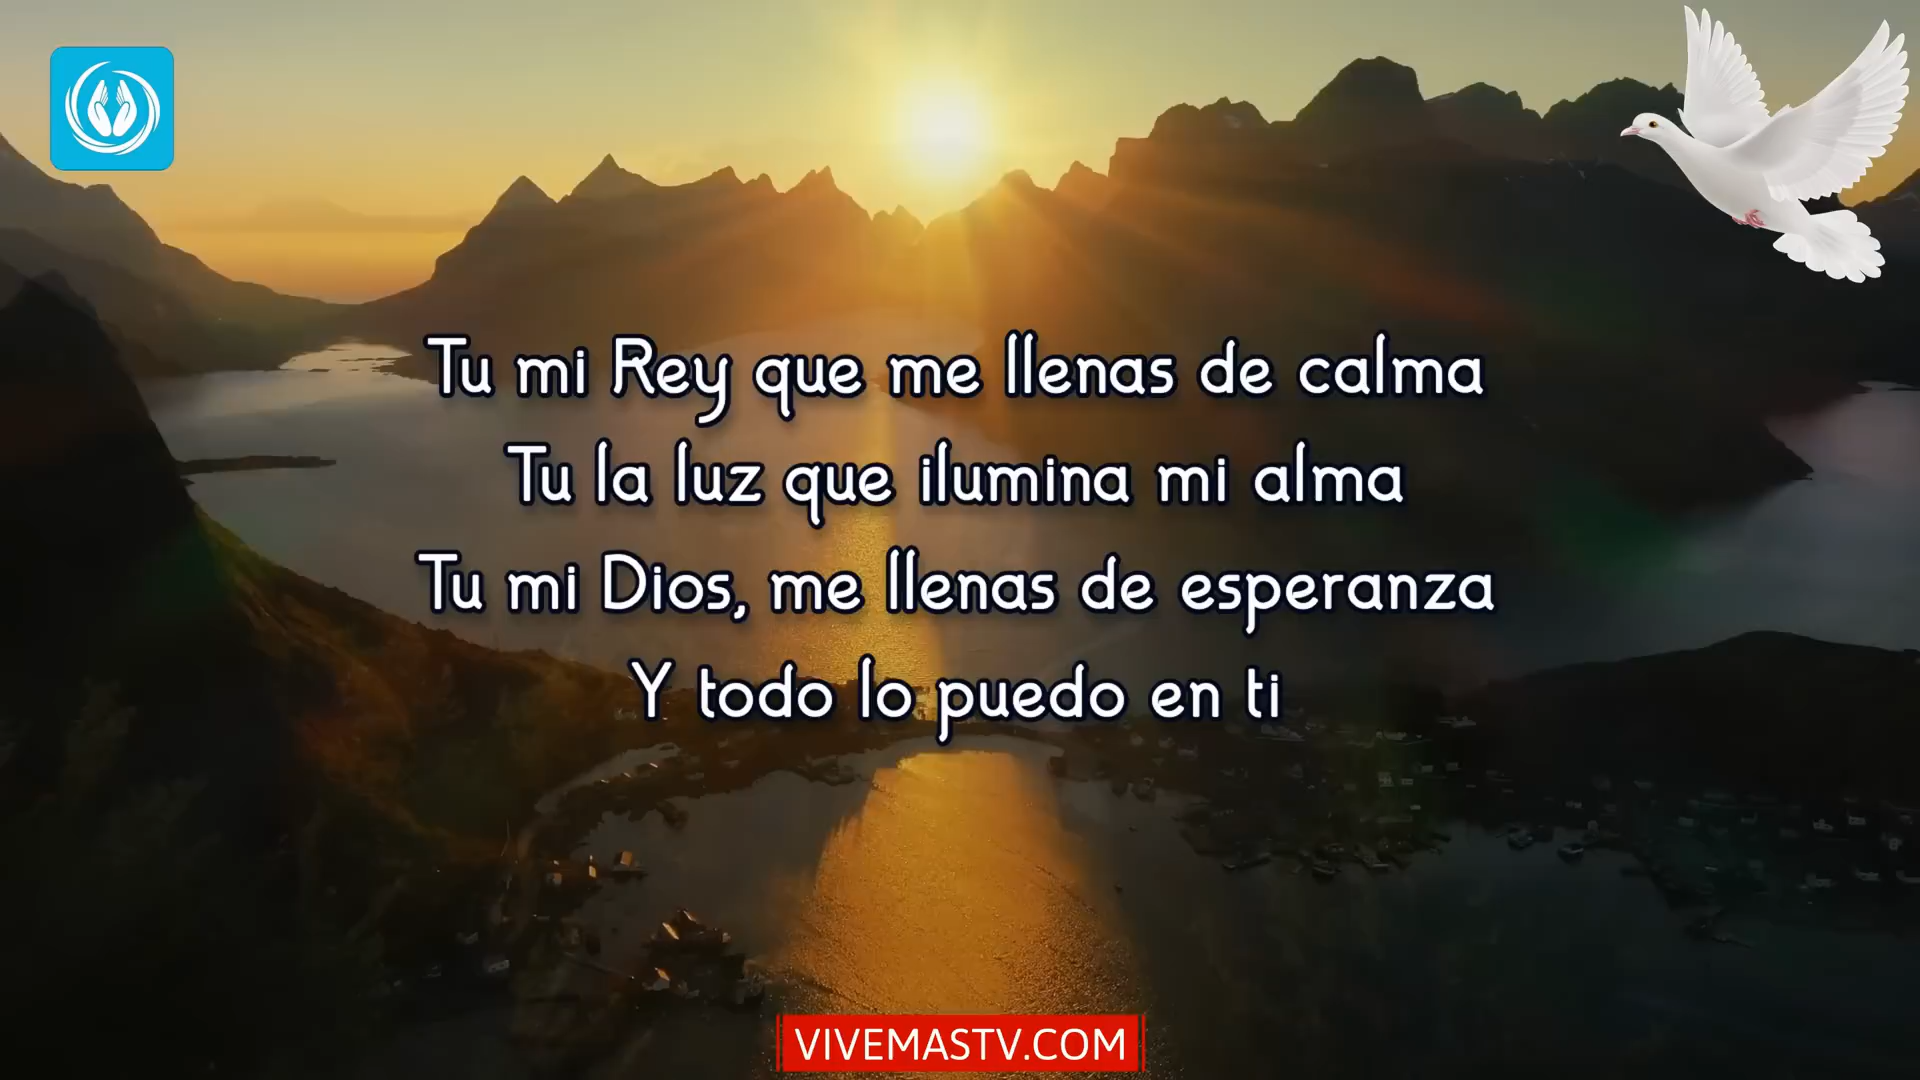 Tu mi Rey que me llenas de calma
Tu la luz que ilumina mi alma
Tu mi Dios, me llenas de esperanza
Y todo lo puedo en ti
VIVEMASTV.COM